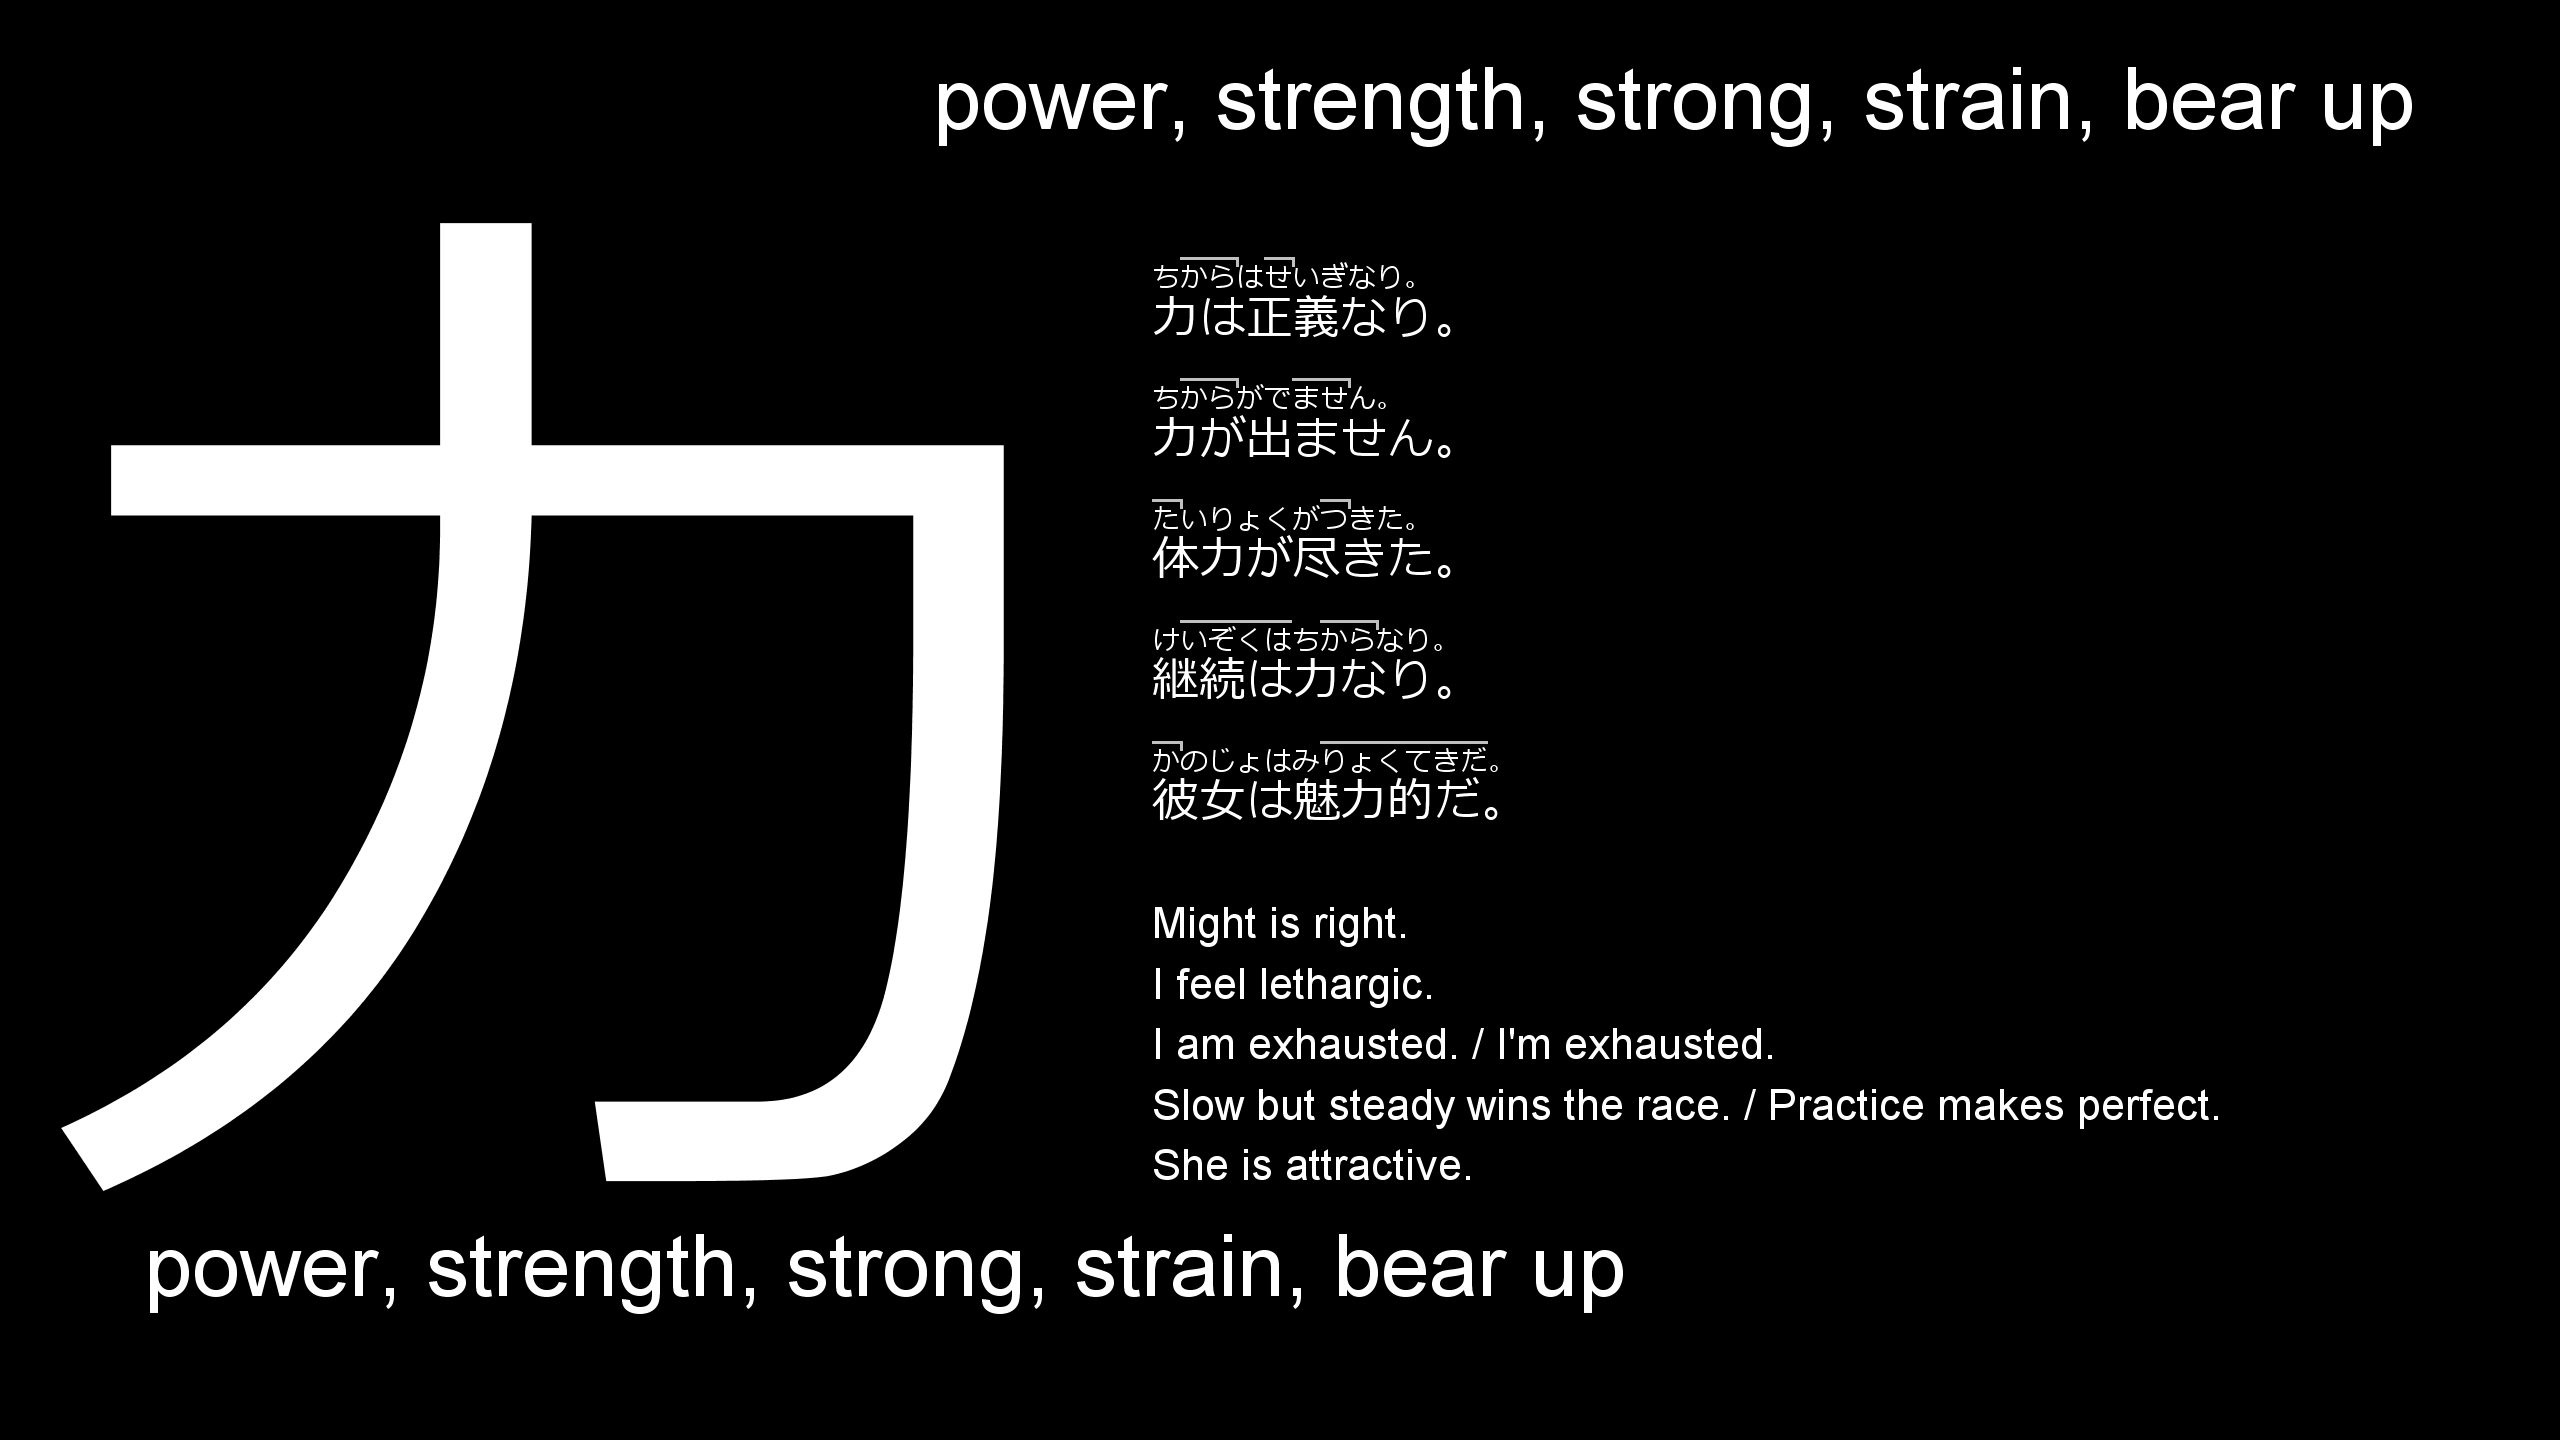 power, strength, strong, strain, bear up
力
ちからはせいぎなり。
力は正義なり。
ちからがでません。
力が出ません。
たいりょくがつきた。
体力が尽きた。
けいぞくはちからなり。
継続は力なり。
かのじょはみりょくてきだ。
彼女は魅力的だ。
Might is right.
I feel lethargic.
I am exhausted. / I'm exhausted.
Slow but steady wins the race. / Practice makes perfect.
She is attractive.
power, strength, strong, strain, bear up